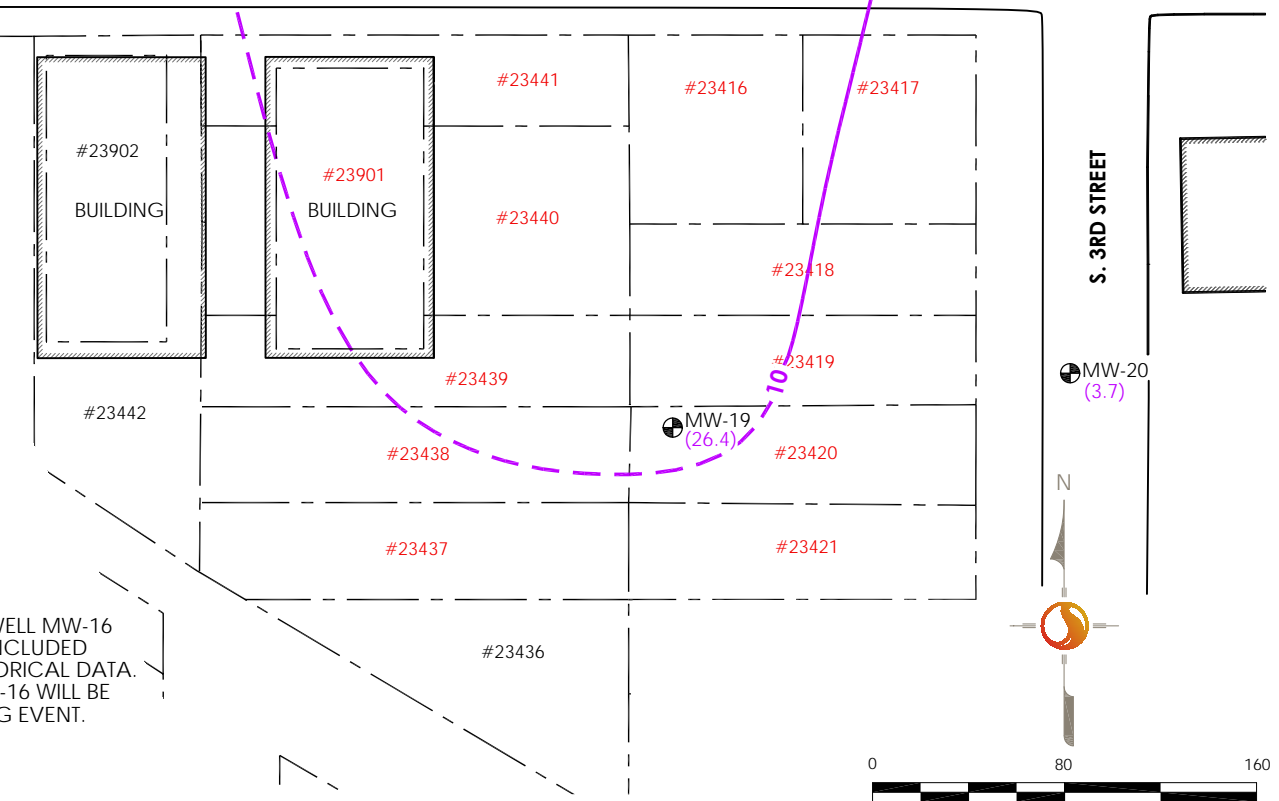 #23441
#23416
#23417
#23902
#23901
BUILDING
BUILDING
#23440
S. 3RD STREET
#23418
#23419
10
MW-20
(3.7)
#23439
#23442
MW-19
(26.4)
#23438
#23420
N
#23437
#23421
WELL MW-16
NCLUDED
ORICAL DATA.
-16 WILL BE
G EVENT.
#23436
0 80 160